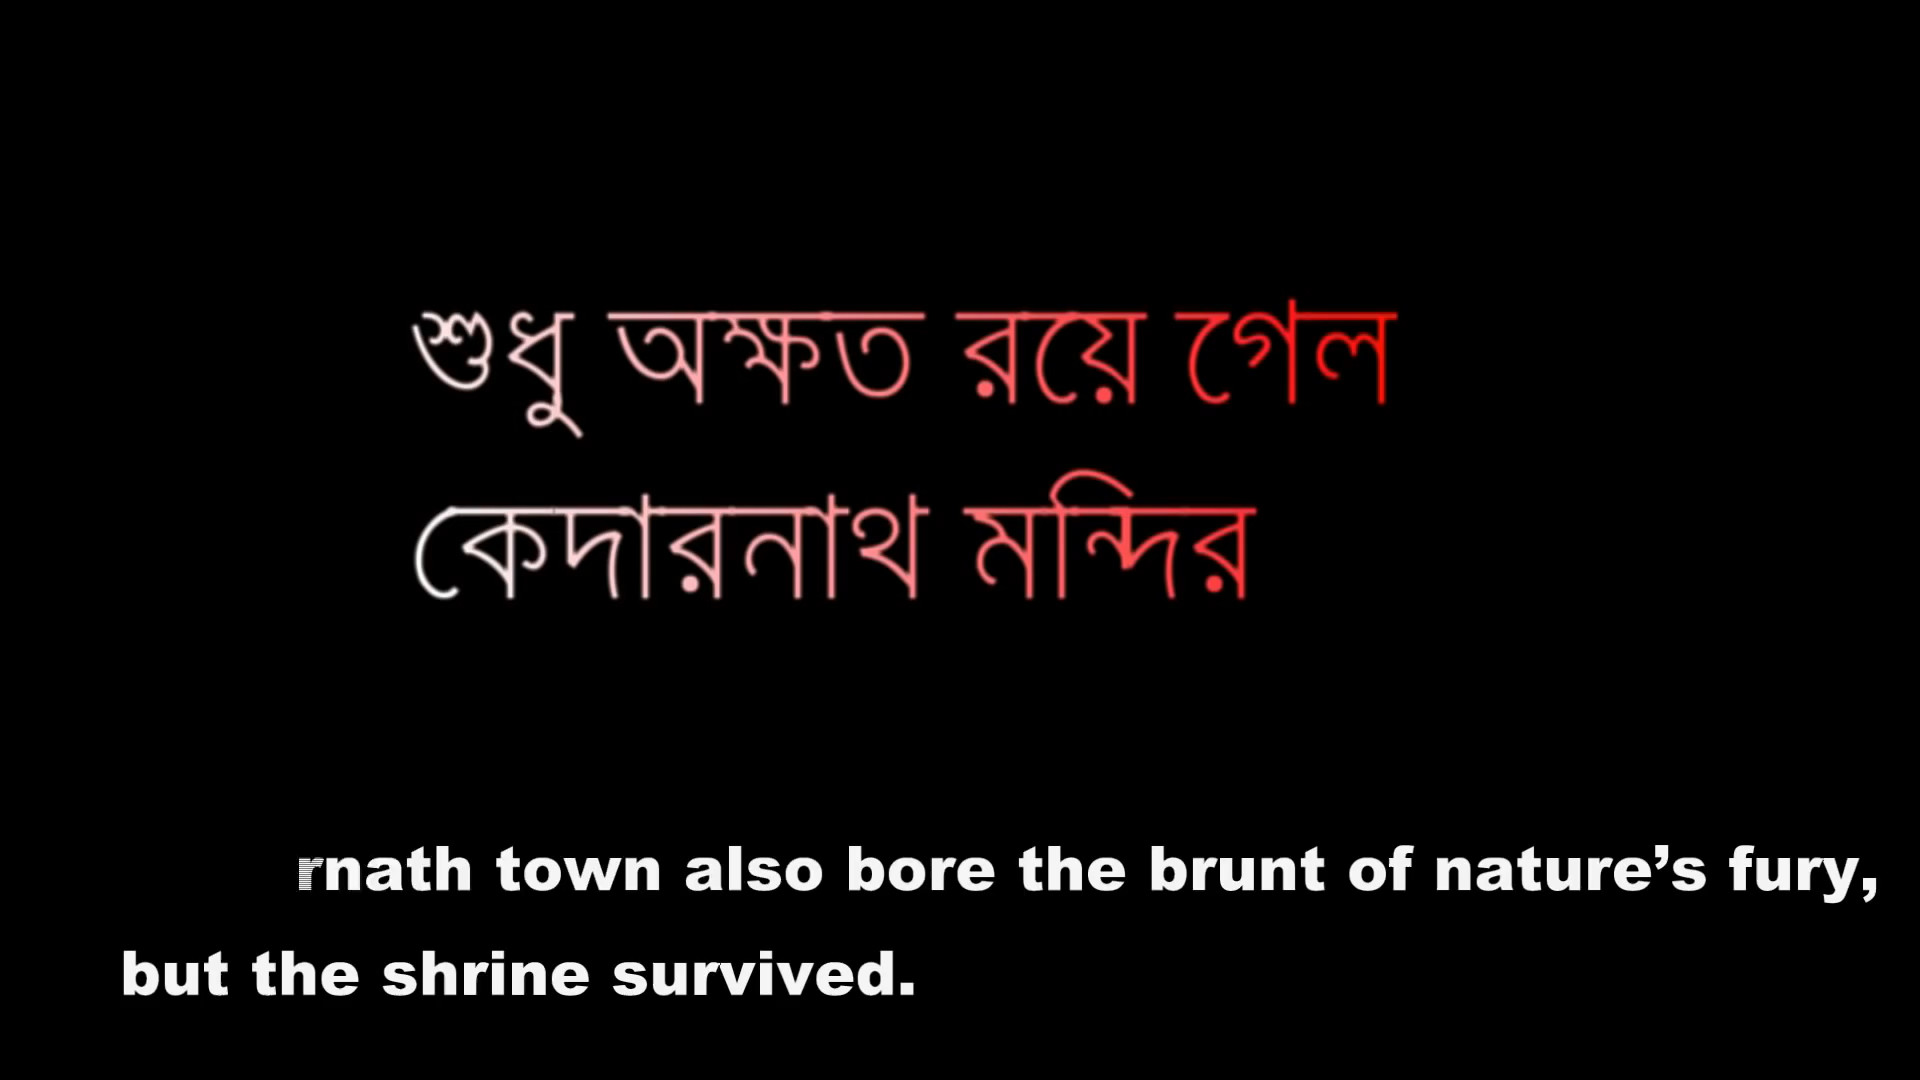 শুধু অক্ষত রয়ে গেল
কেদারনাথ মন্দির
rnath town also bore the brunt of nature’s fury,
but the shrine survived.